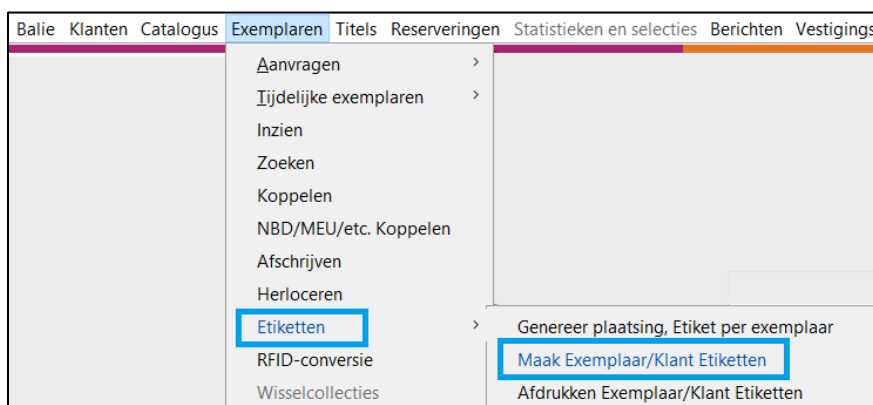 Balie Klanten Catalogus Exemplaren Titels Reserveringen Statistieken en selecties Berichten Vestigings
Aanvragen >
Tijdelijke exemplaren >
Inzien
Zoeken
Koppelen
NBD/MEU/etc. Koppelen
Afschrijven
Herloceren
Etiketten >
Genereer plaatsing, Etiket per exemplaar
RFID-conversie
Maak Exemplaar/Klant Etiketten
Wisselcollecties
Afdrukken Exemplaar/Klant Etiketten